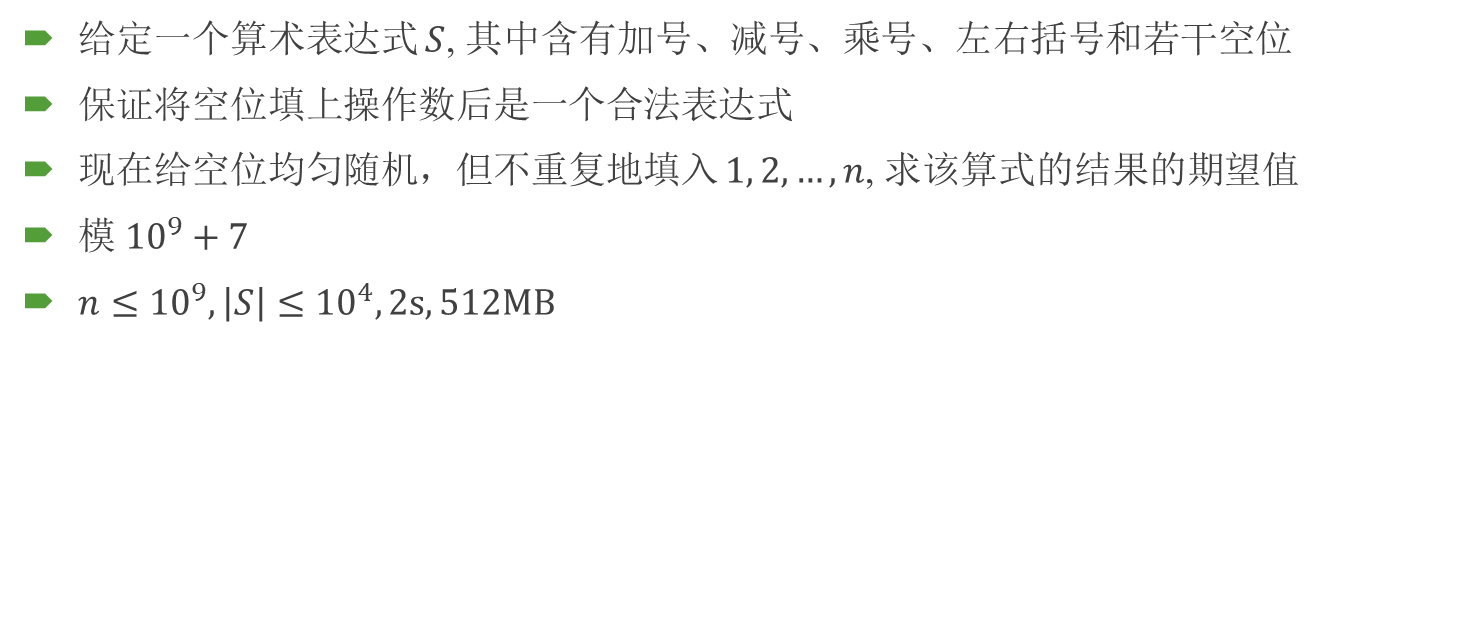 给定一个算术表达式 S, 其中含有加号、减号、乘号、左右括号和若干空位
保证将空位填上操作数后是一个合法表达式
现在给空位均匀随机，但不重复地填入 1, 2, … , n, 求该算式的结果的期望值
模 10⁹ + 7
n ≤ 10⁹, |S| ≤ 10⁴, 2s, 512MB